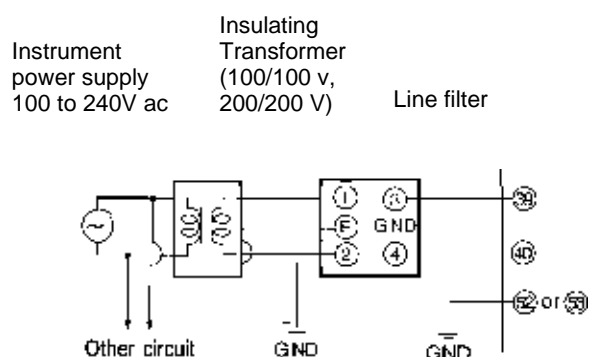 Instrument
power supply
100 to 240V ac
Insulating
Transformer
(100/100 v,
200/200 V)
Line filter
1
3
39
E
GND
2
4
40
52 or 53
Other circuit
GND
GND